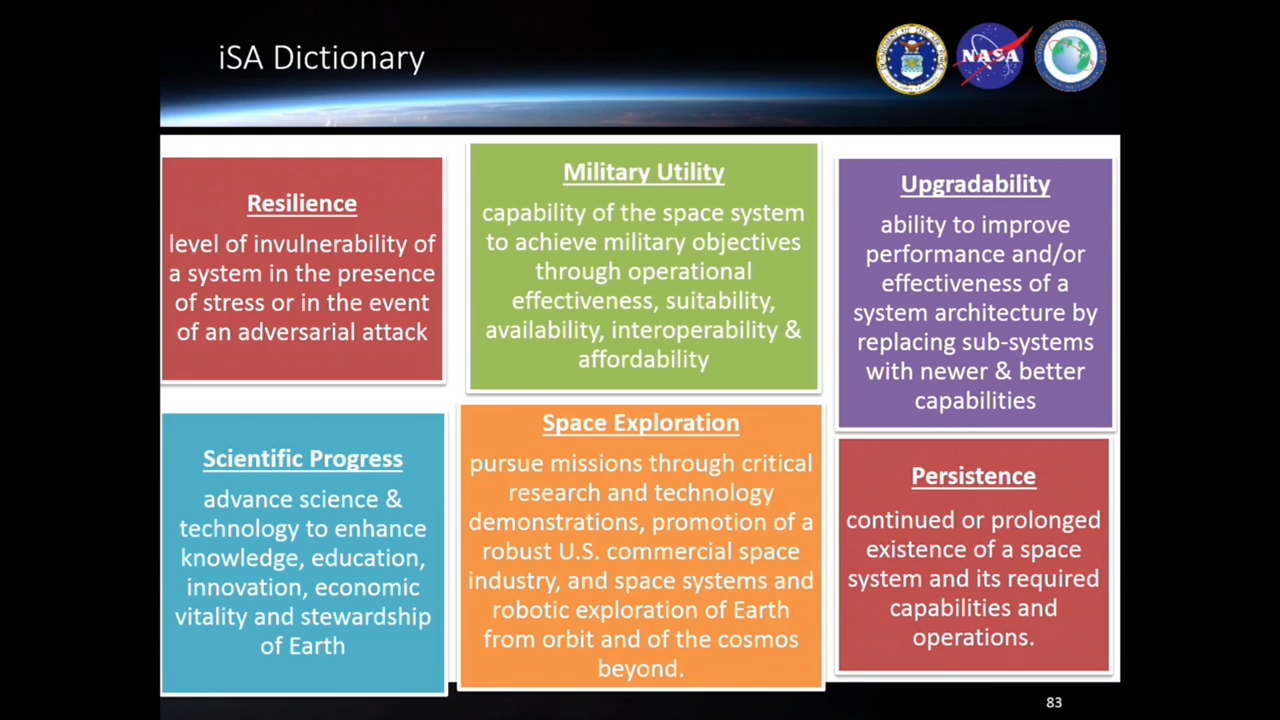 iSA Dictionary
NASA
Resilience
level of invulnerability of
a system in the presence
of stress or in the event
of an adversarial attack
Military Utility
capability of the space system
to achieve military objectives
through operational
effectiveness, suitability,
availability, interoperability &
affordability
Upgradability
ability to improve
performance and/or
effectiveness of a
system architecture by
replacing sub-systems
with newer & better
capabilities
Scientific Progress
advance science &
technology to enhance
knowledge, education,
innovation, economic
vitality and stewardship
of Earth
Space Exploration
pursue missions through critical
research and technology
demonstrations, promotion of a
robust U.S. commercial space
industry, and space systems and
robotic exploration of Earth
from orbit and of the cosmos
beyond.
Persistence
continued or prolonged
existence of a space
system and its required
capabilities and
operations.
83